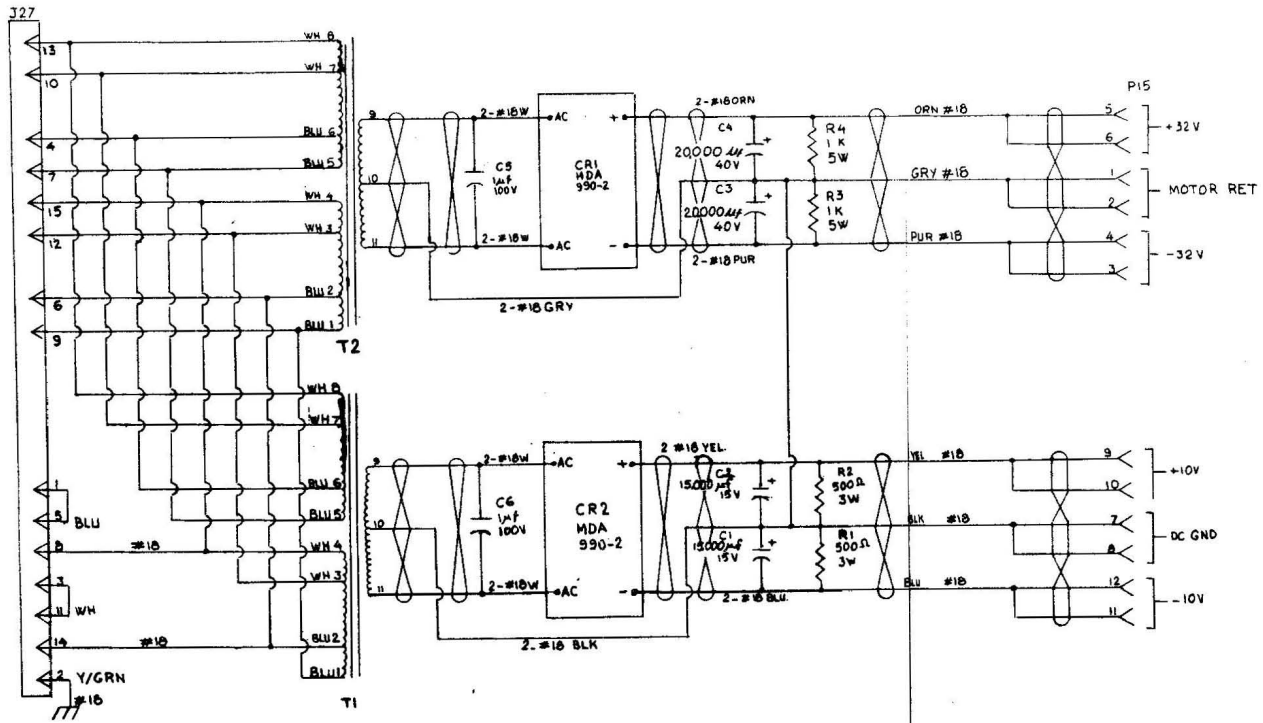 J27
13
10
4
7
15
12
6
9
1
5
BLU
8
#18
3
11
WH
14
#18
2
Y/GRN
#18
WH 8
WH 7
BLU 6
BLU 5
WH 4
WH 3
BLU 2
BLU 1
T2
WH 8
WH 7
BLU 6
BLU 5
WH 4
WH 3
BLU2
BLU1
T1
9
10
11
2-#18W
C5
1µf
100V
2-#18W
2-#18 GRY
AC
+
CR1
MDA
990-2
AC
-
2-#18 ORN
C4
+
20,000 µf
40V
C3
+
20,000 µf
40V
2-#18 PUR
R4
1 K
5W
R3
1K
5W
ORN #18
GRY #18
PUR #18
P15
5
6
+32V
1
2
MOTOR RET
4
3
-32V
9
10
11
2-#18W
C6
1µf
100V
2-#18W
2-#18 BLK
AC
+
CR2
MDA
990-2
AC
-
2 #18 YEL.
C2
+
15,000 µf
15V
C1
+
15,000 µf
15V
2-#18 BLU.
R2
500Ω
3W
R1
500Ω
3W
YEL #18
BLK #18
BLU #18
9
10
+10V
7
8
DC GND
12
11
-10V